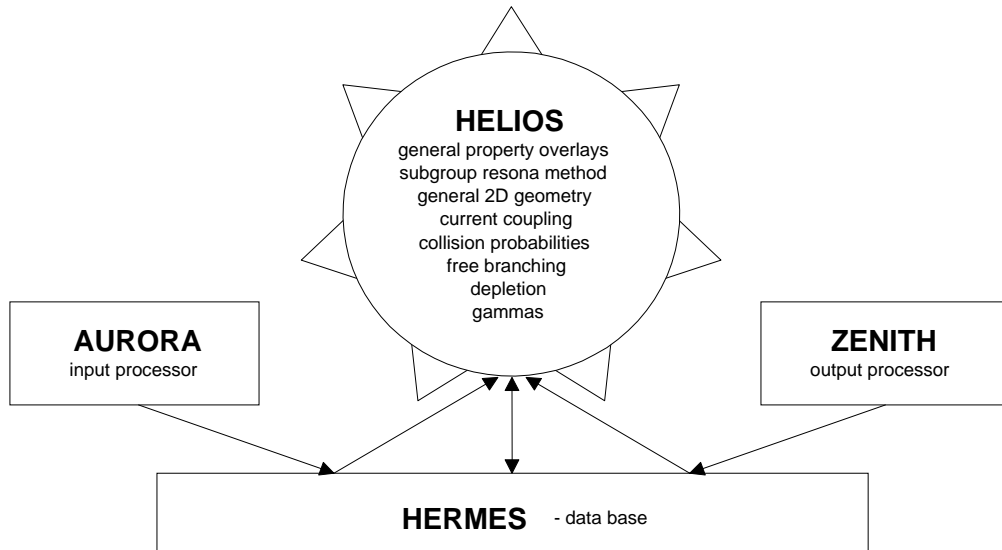 HELIOS
general property overlays
subgroup resona method
general 2D geometry
current coupling
collision probabilities
free branching
depletion
gammas
AURORA
input processor
ZENITH
output processor
HERMES - data base